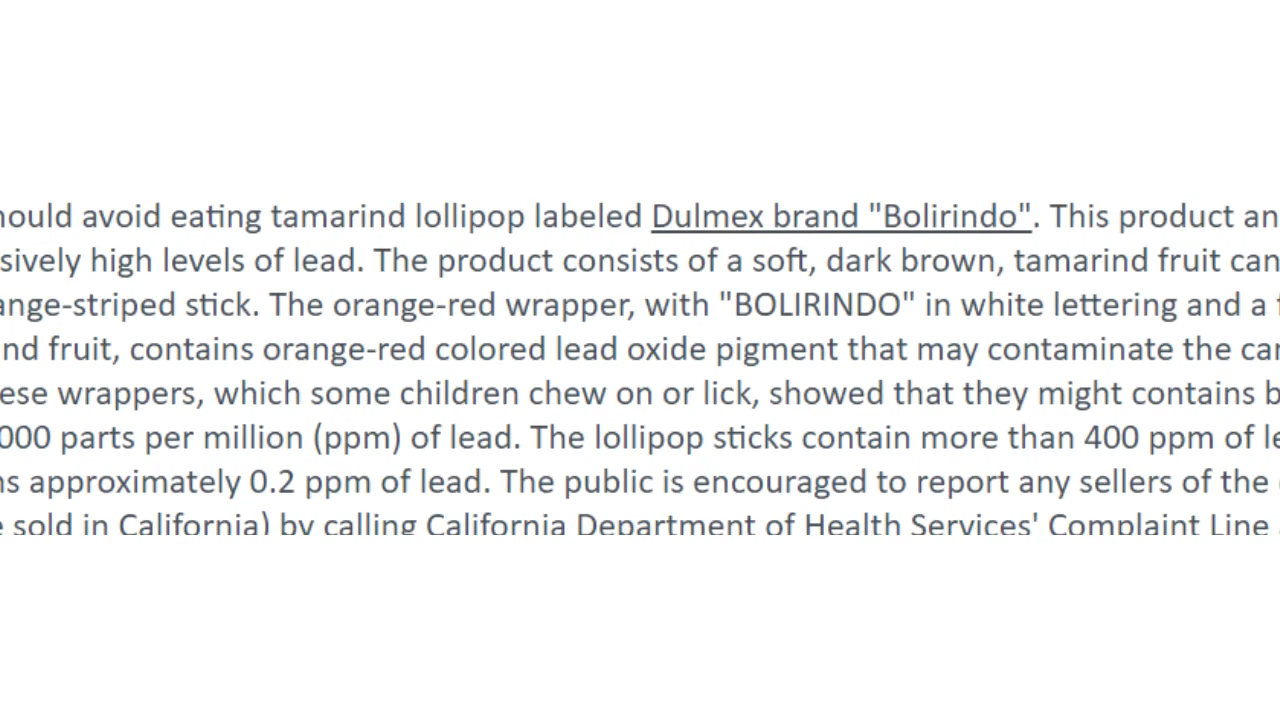 hould avoid eating tamarind lollipop labeled Dulmex brand "Bolirindo". This product an
sively high levels of lead. The product consists of a soft, dark brown, tamarind fruit can
ange-striped stick. The orange-red wrapper, with "BOLIRINDO" in white lettering and a f
nd fruit, contains orange-red colored lead oxide pigment that may contaminate the car
ese wrappers, which some children chew on or lick, showed that they might contains b
000 parts per million (ppm) of lead. The lollipop sticks contain more than 400 ppm of le
ns approximately 0.2 ppm of lead. The public is encouraged to report any sellers of the
e sold in California) by calling California Department of Health Services' Complaint Line